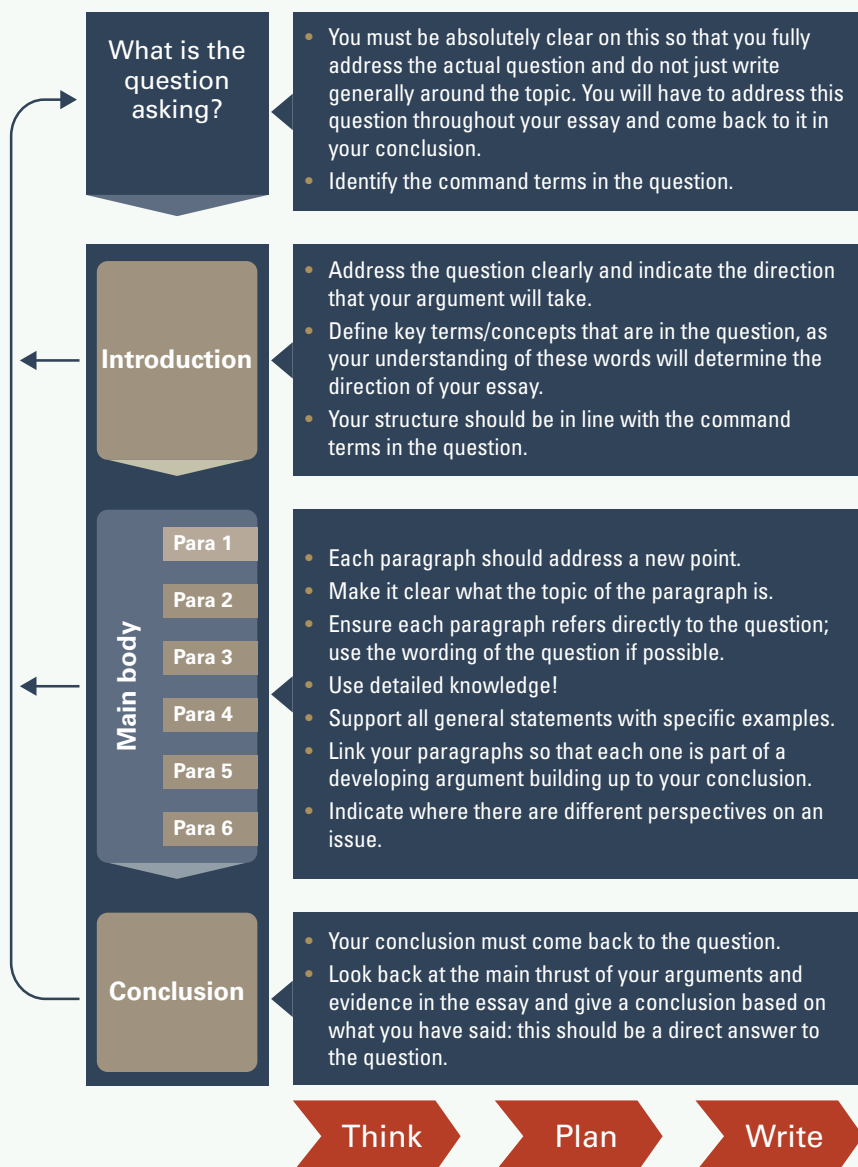 What is the
question
asking?
• You must be absolutely clear on this so that you fully
address the actual question and do not just write
generally around the topic. You will have to address this
question throughout your essay and come back to it in
your conclusion.
• Identify the command terms in the question.
Introduction
• Address the question clearly and indicate the direction
that your argument will take.
• Define key terms/concepts that are in the question, as
your understanding of these words will determine the
direction of your essay.
• Your structure should be in line with the command
terms in the question.
Main body
Para 1
Para 2
Para 3
Para 4
Para 5
Para 6
• Each paragraph should address a new point.
• Make it clear what the topic of the paragraph is.
• Ensure each paragraph refers directly to the question;
use the wording of the question if possible.
• Use detailed knowledge!
• Support all general statements with specific examples.
• Link your paragraphs so that each one is part of a
developing argument building up to your conclusion.
• Indicate where there are different perspectives on an
issue.
Conclusion
• Your conclusion must come back to the question.
• Look back at the main thrust of your arguments and
evidence in the essay and give a conclusion based on
what you have said: this should be a direct answer to
the question.
Think
Plan
Write